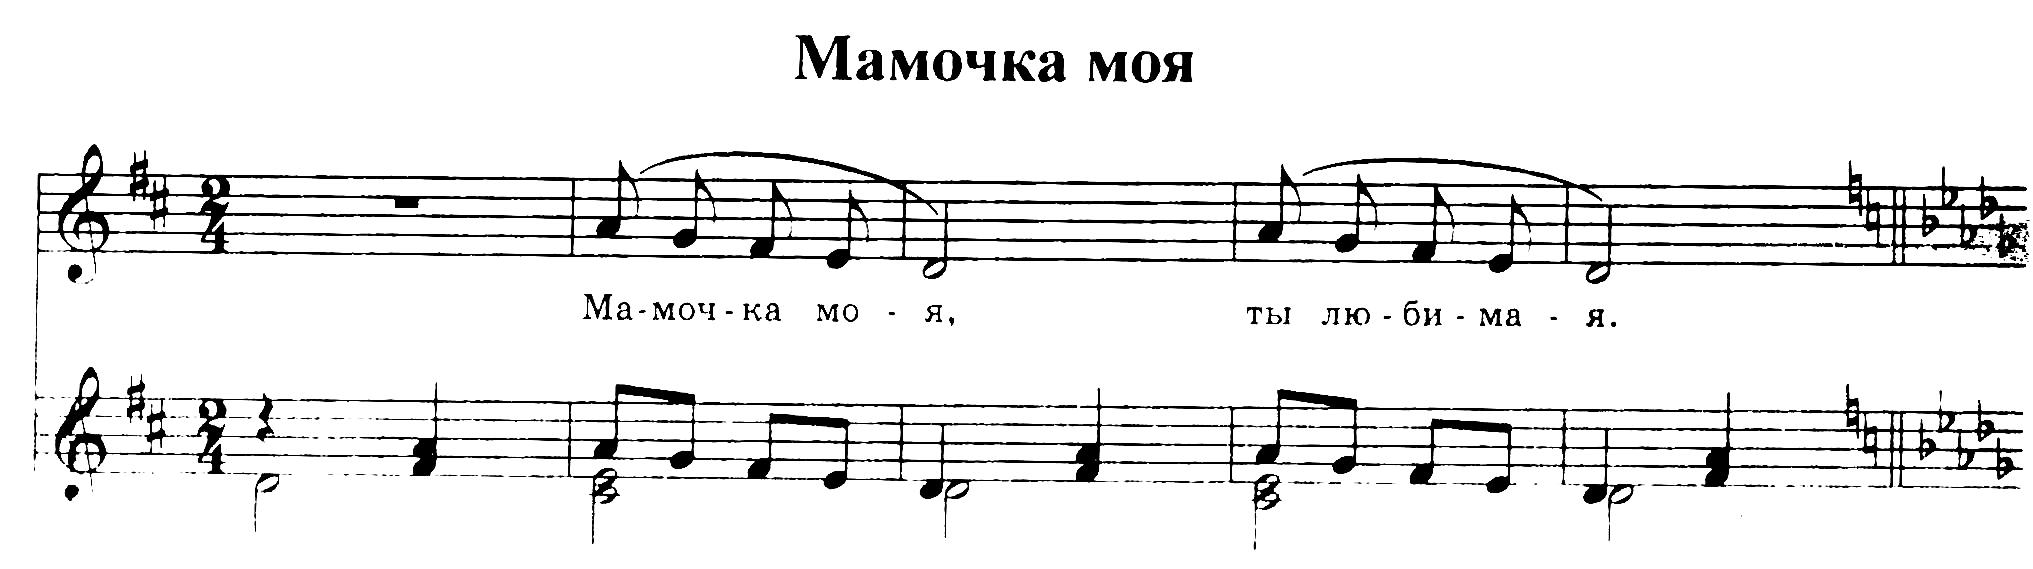 Мамочка моя
Ма-моч-ка мо - я, ты лю-би-ма - я.